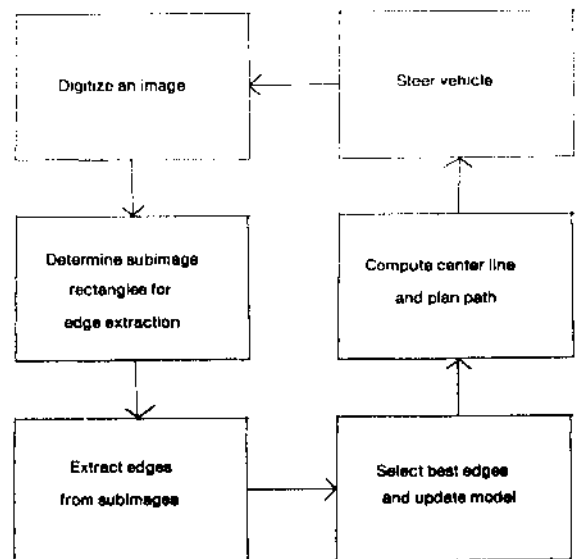 Digitize an image
Steer vehicle
Determine subimage
rectangles for
edge extraction
Compute center line
and plan path
Extract edges
from subimages
Select best edges
and update model